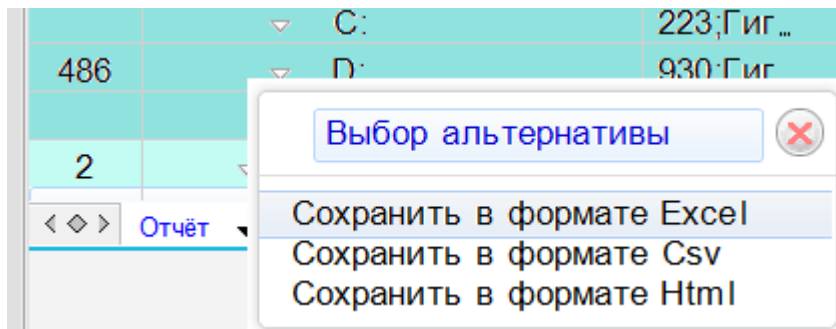 C: 223;Гиг...
486 D: 930;Гиг
Выбор альтернативы
2
Отчёт
Сохранить в формате Excel
Сохранить в формате Csv
Сохранить в формате Html